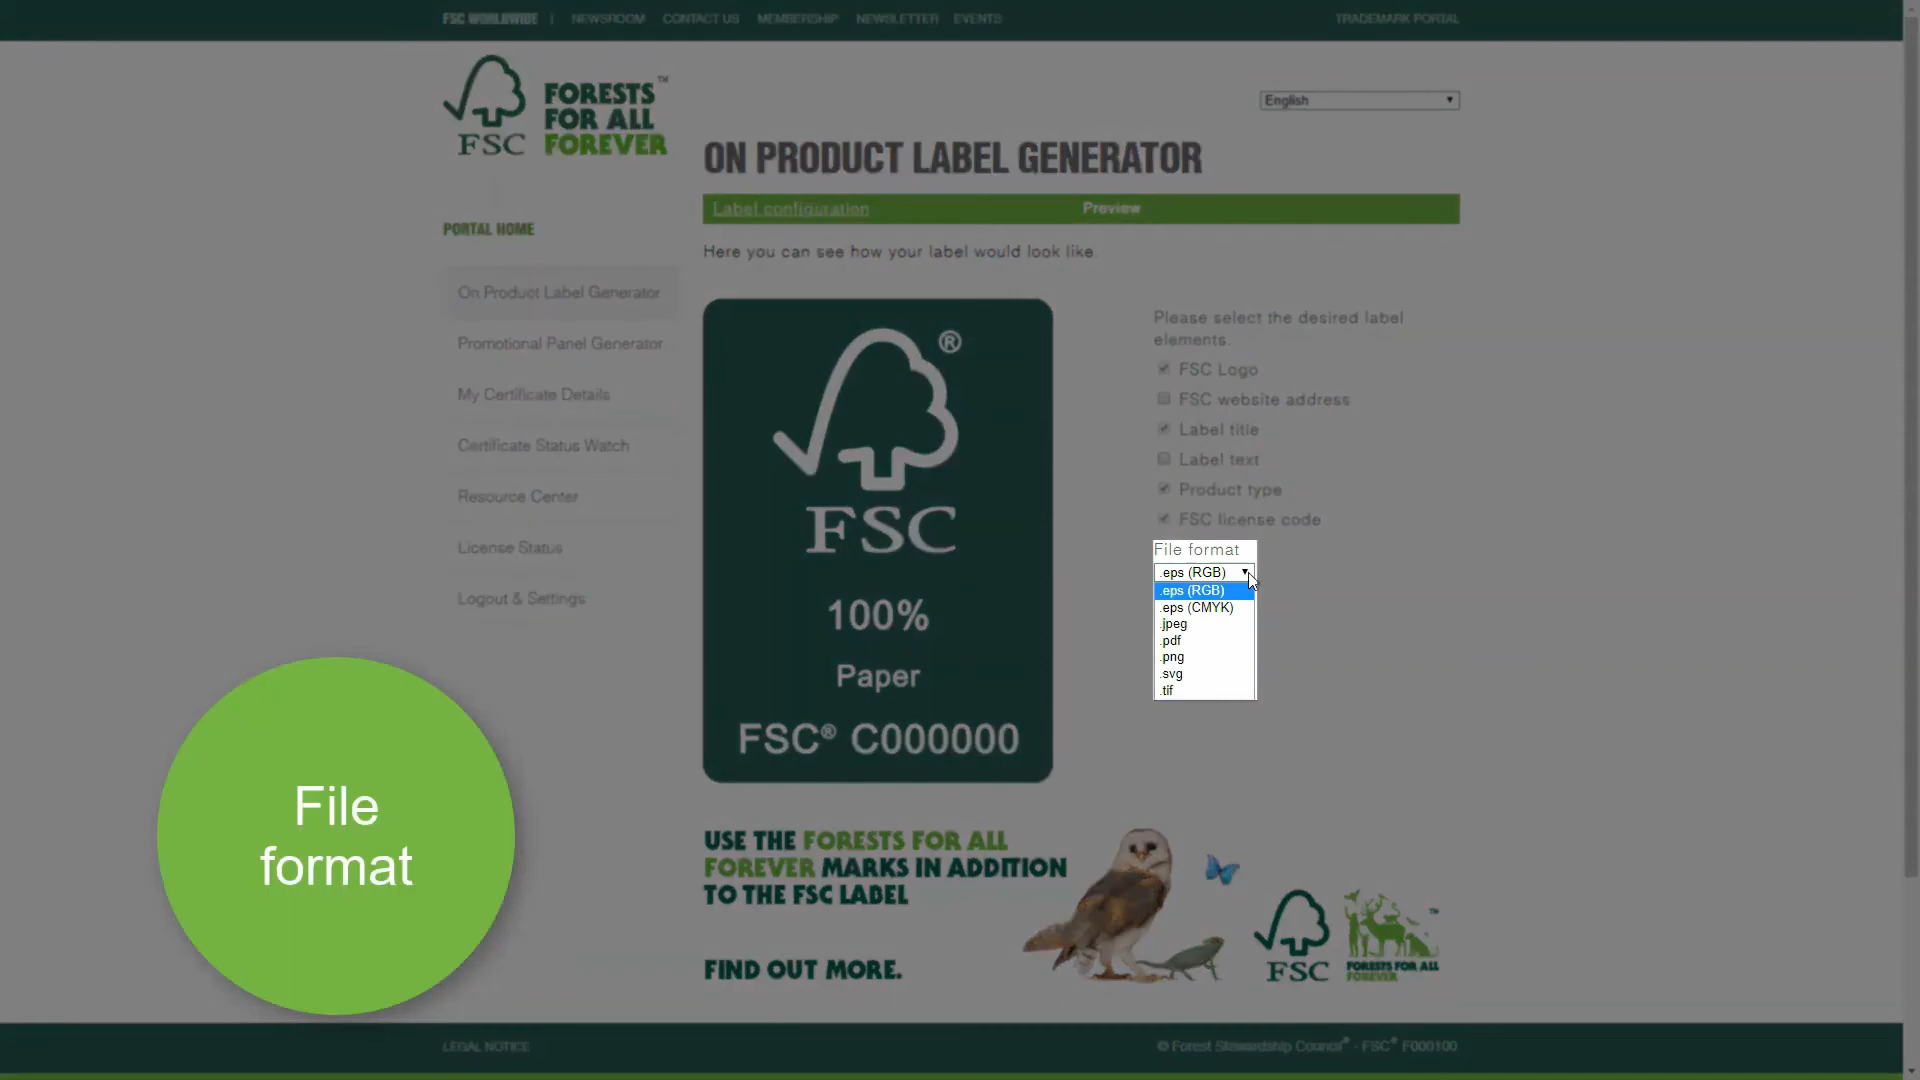 FSC WORLDWIDE | NEWSROOM CONTACT US MEMBERSHIP NEWSLETTER EVENTS TRADEMARK PORTAL
FSC
FORESTS
FOR ALL
FOREVER™
English
ON PRODUCT LABEL GENERATOR
Label configuration Preview
PORTAL HOME
Here you can see how your label would look like.
On Product Label Generator
Promotional Panel Generator
My Certificate Details
Certificate Status Watch
Resource Center
License Status
Logout & Settings
®
FSC
100%
Paper
FSC® C000000
Please select the desired label
elements.
FSC Logo
FSC website address
Label title
Label text
Product type
FSC license code
File format
.eps (RGB)
.eps (RGB)
.eps (CMYK)
.jpeg
.pdf
.png
.svg
.tif
File
format
USE THE FORESTS FOR ALL
FOREVER MARKS IN ADDITION
TO THE FSC LABEL
FIND OUT MORE.
FSC
™
FORESTS FOR ALL
FOREVER
LEGAL NOTICE © Forest Stewardship Council® - FSC® F000100